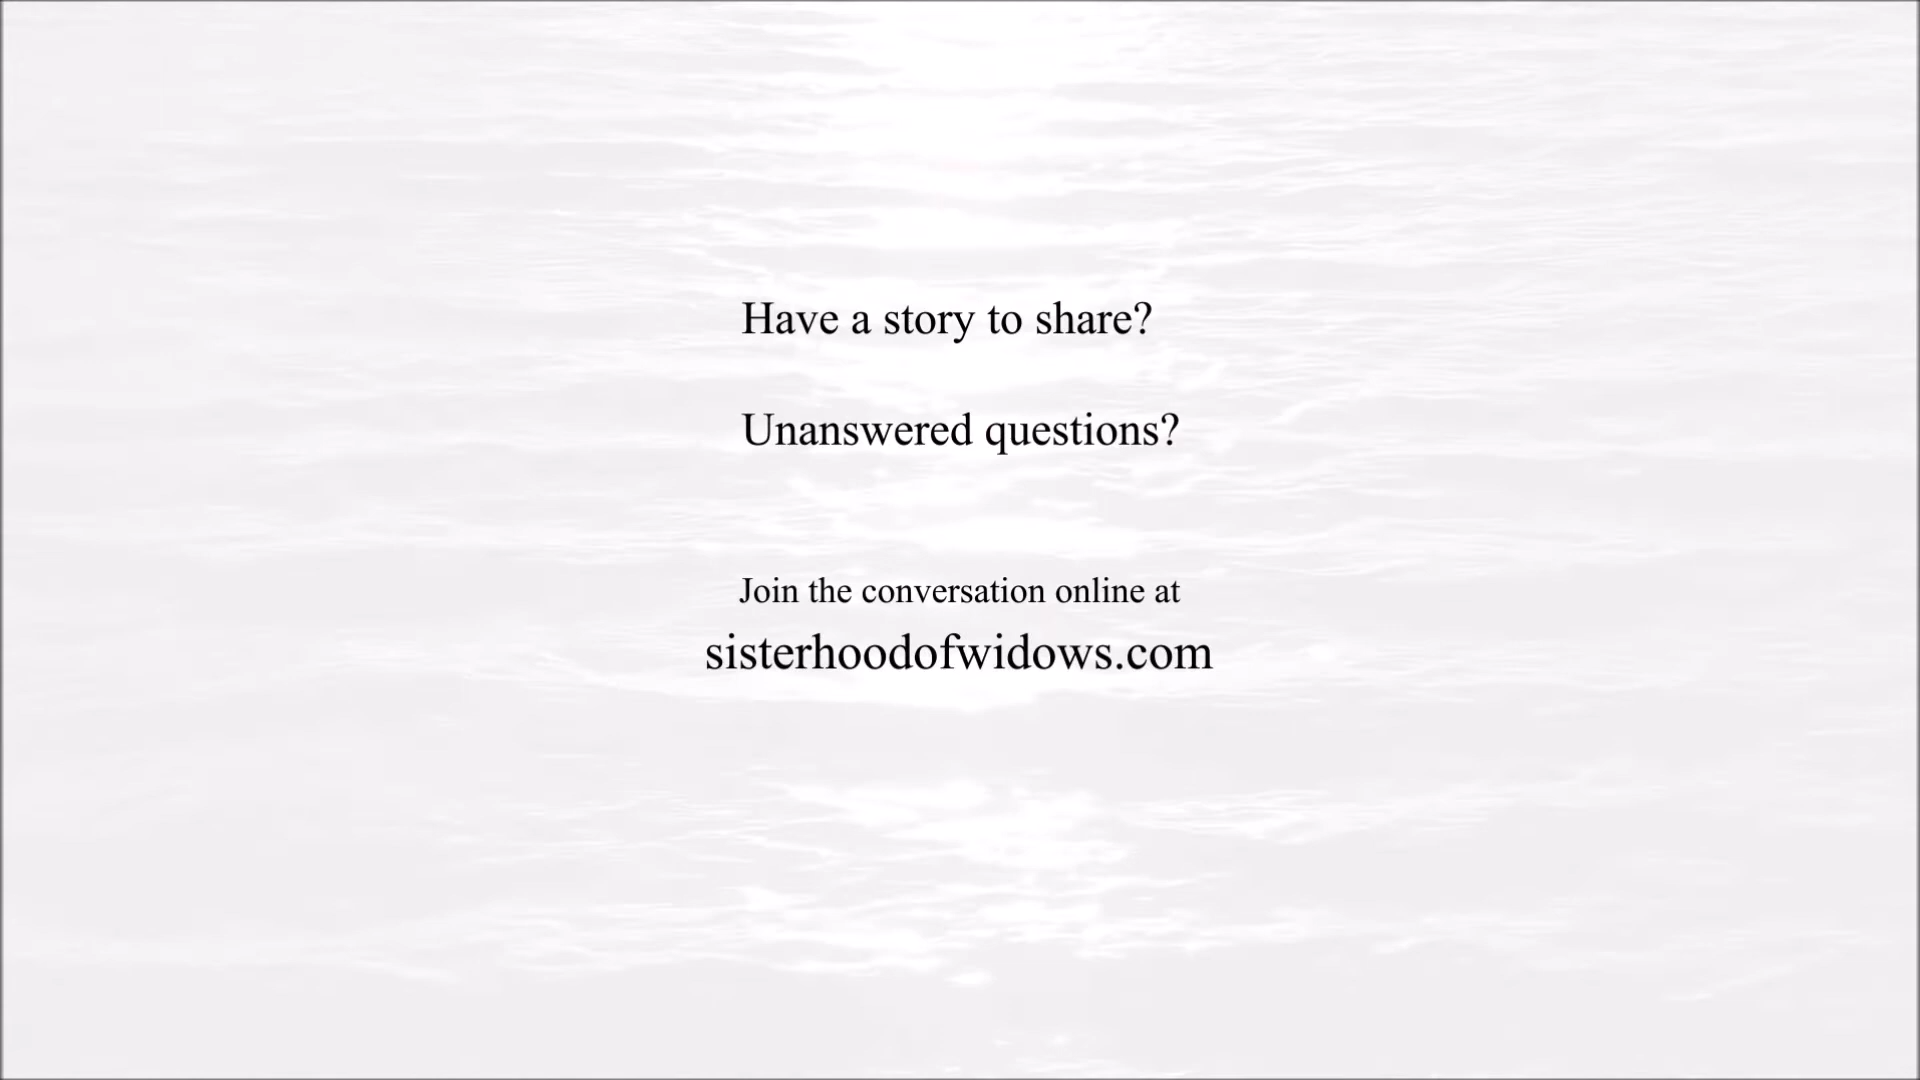 Have a story to share?
Unanswered questions?
Join the conversation online at
sisterhoodofwidows.com